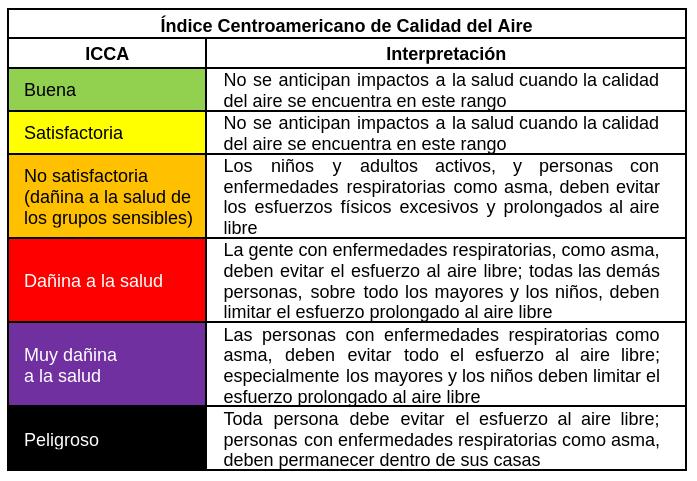 Índice Centroamericano de Calidad del Aire
ICCA
Interpretación
Buena
No se anticipan impactos a la salud cuando la calidad
del aire se encuentra en este rango
Satisfactoria
No se anticipan impactos a la salud cuando la calidad
del aire se encuentra en este rango
No satisfactoria
(dañina a la salud de
los grupos sensibles)
Los niños y adultos activos, y personas con
enfermedades respiratorias como asma, deben evitar
los esfuerzos físicos excesivos y prolongados al aire
libre
Dañina a la salud
La gente con enfermedades respiratorias, como asma,
deben evitar el esfuerzo al aire libre; todas las demás
personas, sobre todo los mayores y los niños, deben
limitar el esfuerzo prolongado al aire libre
Muy dañina
a la salud
Las personas con enfermedades respiratorias como
asma, deben evitar todo el esfuerzo al aire libre;
especialmente los mayores y los niños deben limitar el
esfuerzo prolongado al aire libre
Peligroso
Toda persona debe evitar el esfuerzo al aire libre;
personas con enfermedades respiratorias como asma,
deben permanecer dentro de sus casas